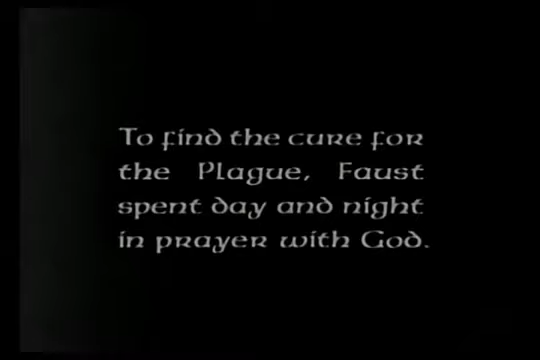 To find the cure for
the Plague, Faust
spent day and night
in prayer with God.